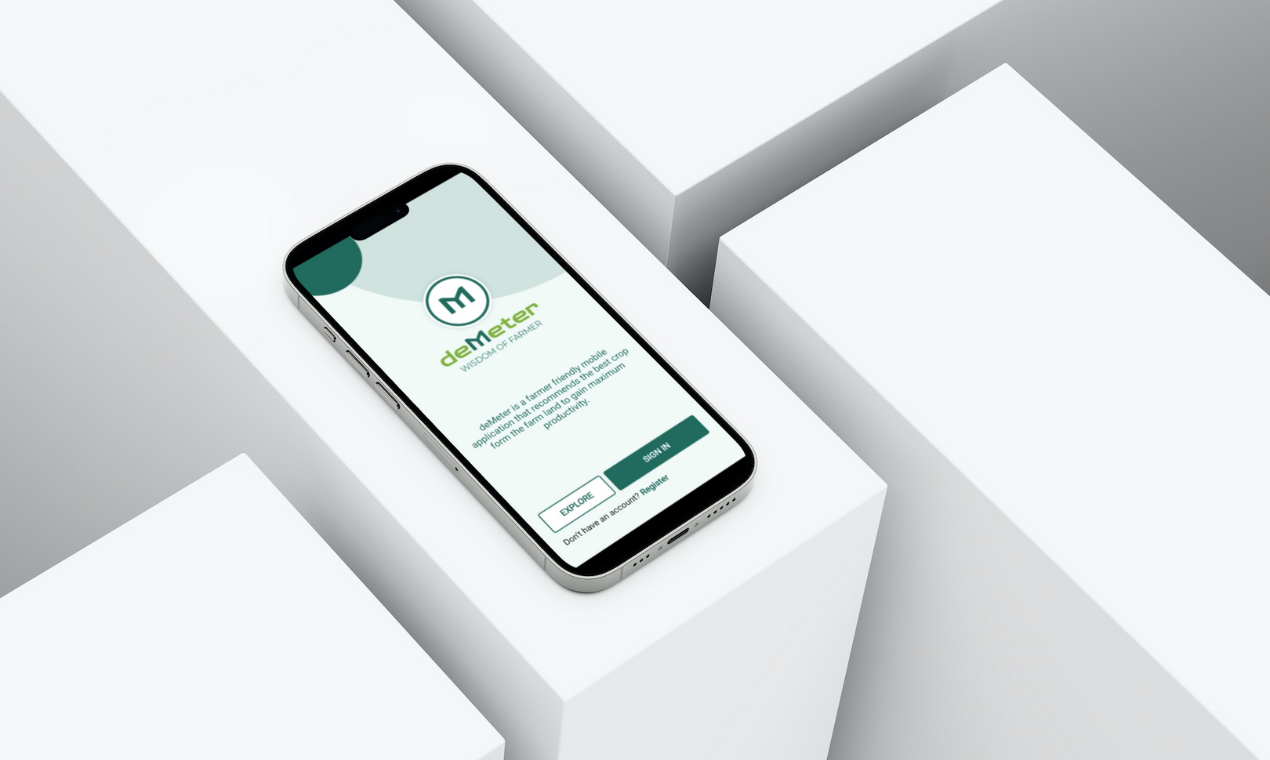 deMeter
WISDOM OF FARMER
deMeter is a farmer friendly mobile
application that recommends the best crop
form the farm land to gain maximum
productivity.
EXPLORE
SIGN IN
Don't have an account? Register